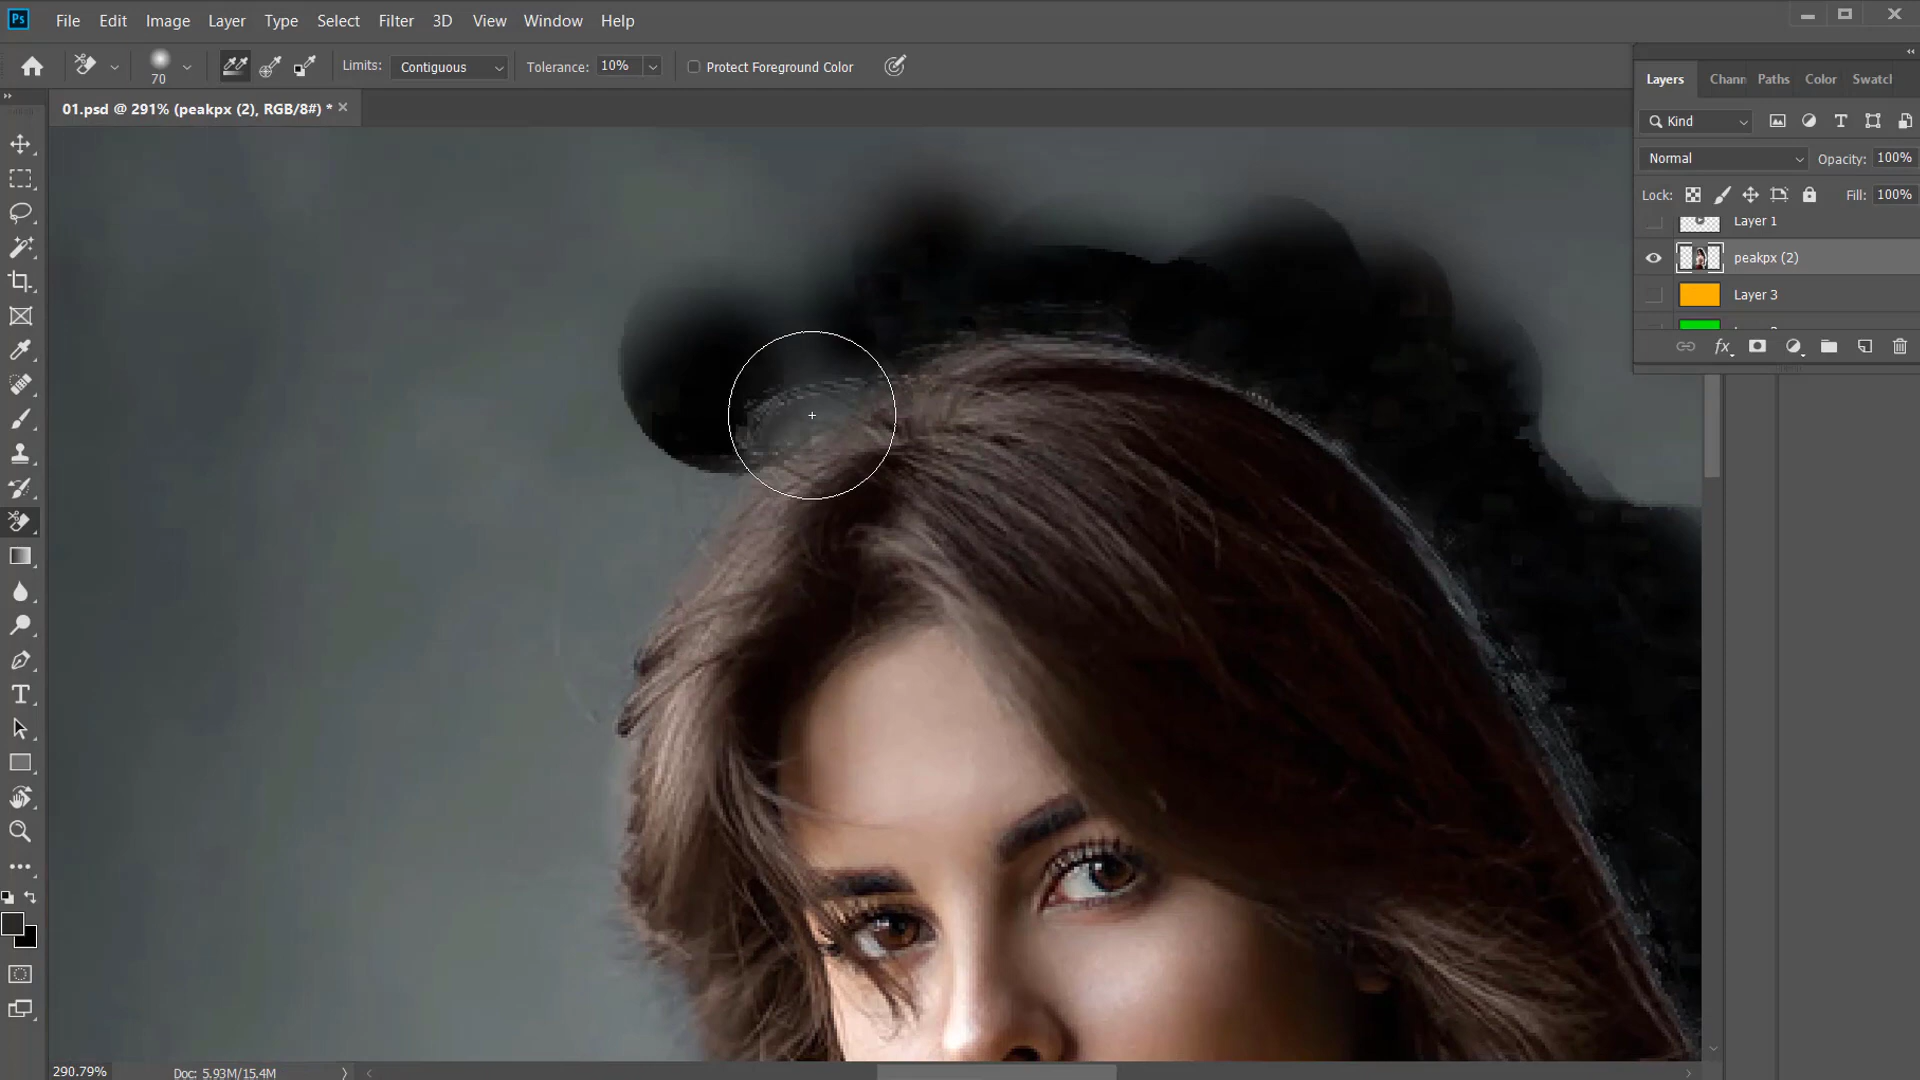 Ps File Edit Image Layer Type Select Filter 3D View Window Help
70 Limits: Contiguous Tolerance: 10% Protect Foreground Color
Layers Chann Paths Color Swatcl
01.psd @ 291% (peakpx (2), RGB/8#) * ×
Kind
Normal Opacity: 100%
Lock: Fill: 100%
Layer 1
peakpx (2)
Layer 3
fx
290.79% Doc: 5.93M/15.4M